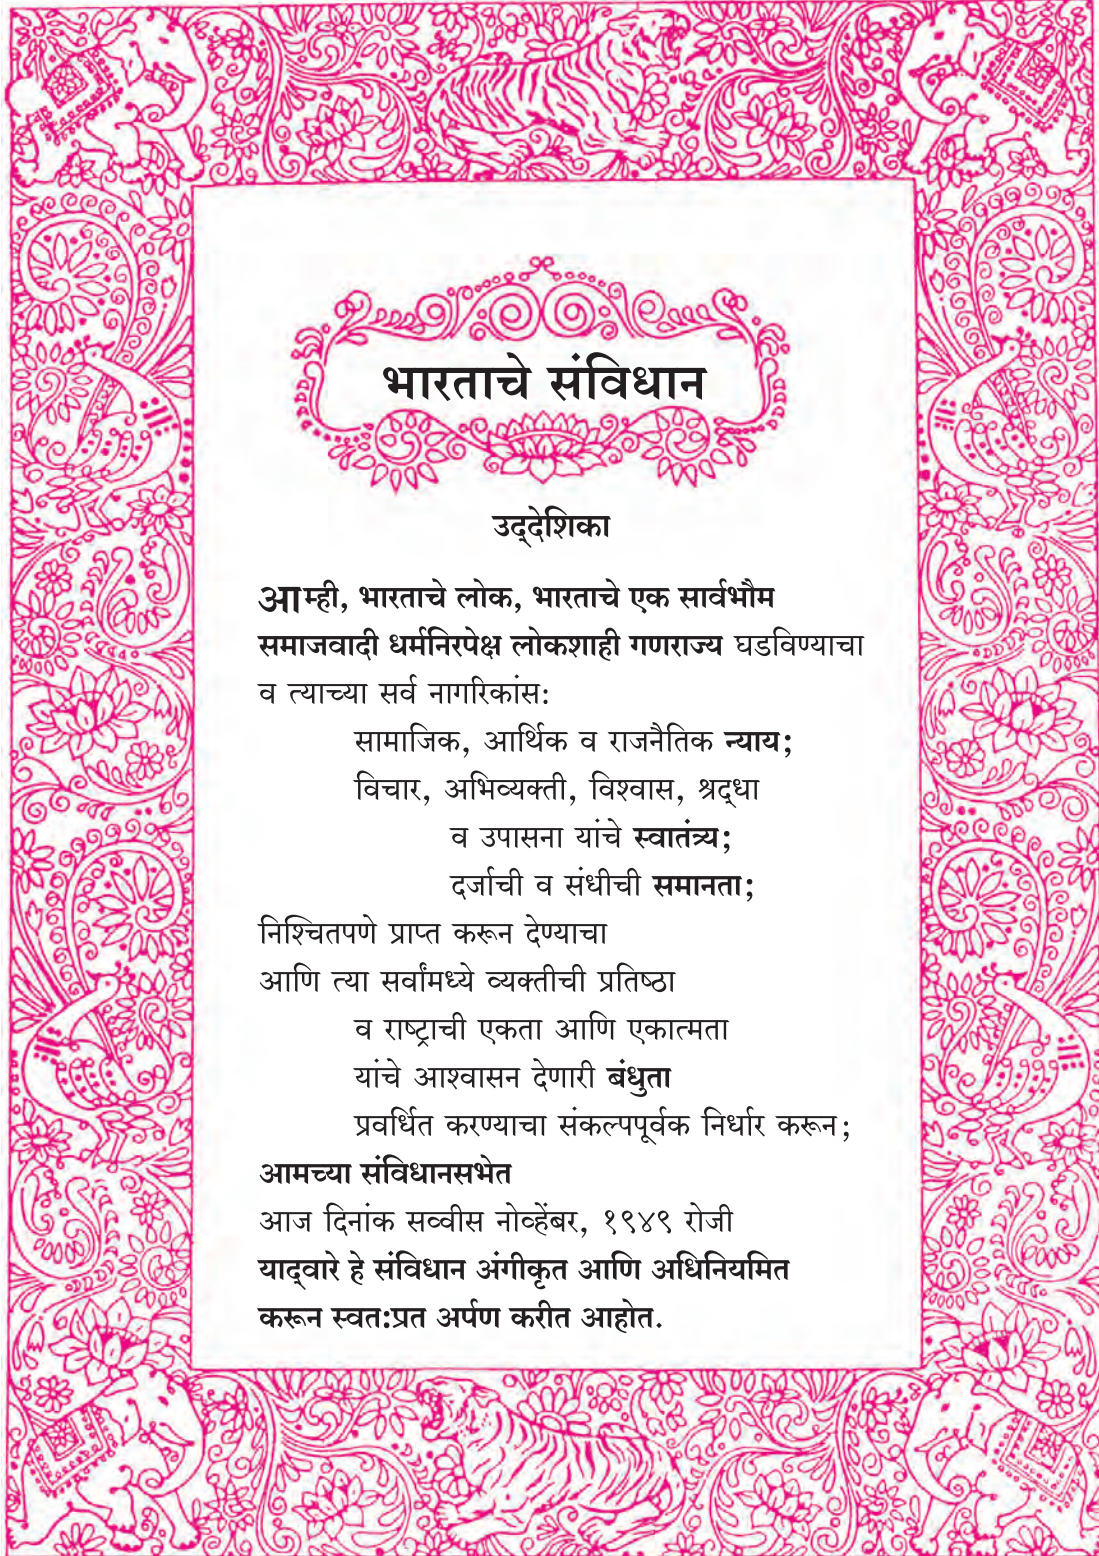 भारताचे संविधान
उद्‌देशिका
आम्ही, भारताचे लोक, भारताचे एक सार्वभौम
समाजवादी धर्मनिरपेक्ष लोकशाही गणराज्य घडविण्याचा
व त्याच्या सर्व नागरिकांस:
सामाजिक, आर्थिक व राजनैतिक न्याय;
विचार, अभिव्यक्ती, विश्वास, श्रद्‌धा
व उपासना यांचे स्वातंत्र्य;
दर्जाची व संधीची समानता;
निश्चितपणे प्राप्त करून देण्याचा
आणि त्या सर्वांमध्ये व्यक्तीची प्रतिष्ठा
व राष्ट्राची एकता आणि एकात्मता
यांचे आश्वासन देणारी बंधुता
प्रवर्धित करण्याचा संकल्पपूर्वक निर्धार करून;
आमच्या संविधानसभेत
आज दिनांक सव्वीस नोव्हेंबर, १९४९ रोजी
याद्‌वारे हे संविधान अंगीकृत आणि अधिनियमित
करून स्वत:प्रत अर्पण करीत आहोत.